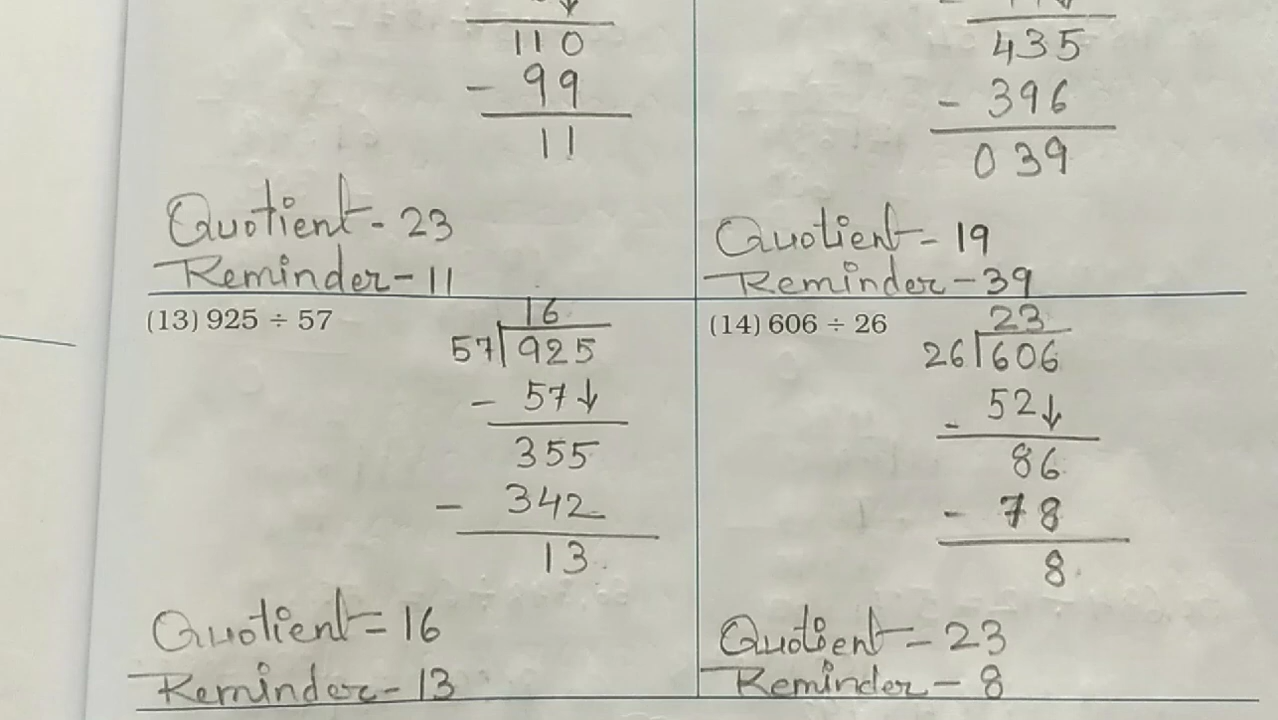 110
- 99
11
Quotient - 23
Reminder - 11
435
- 396
039
Quotient - 19
Reminder - 39
(13) 925 ÷ 57
16
57 925
- 57↓
355
- 342
13
Quotient = 16
Reminder - 13
(14) 606 ÷ 26
23
26 606
- 52↓
86
- 78
8
Quotient - 23
Reminder - 8